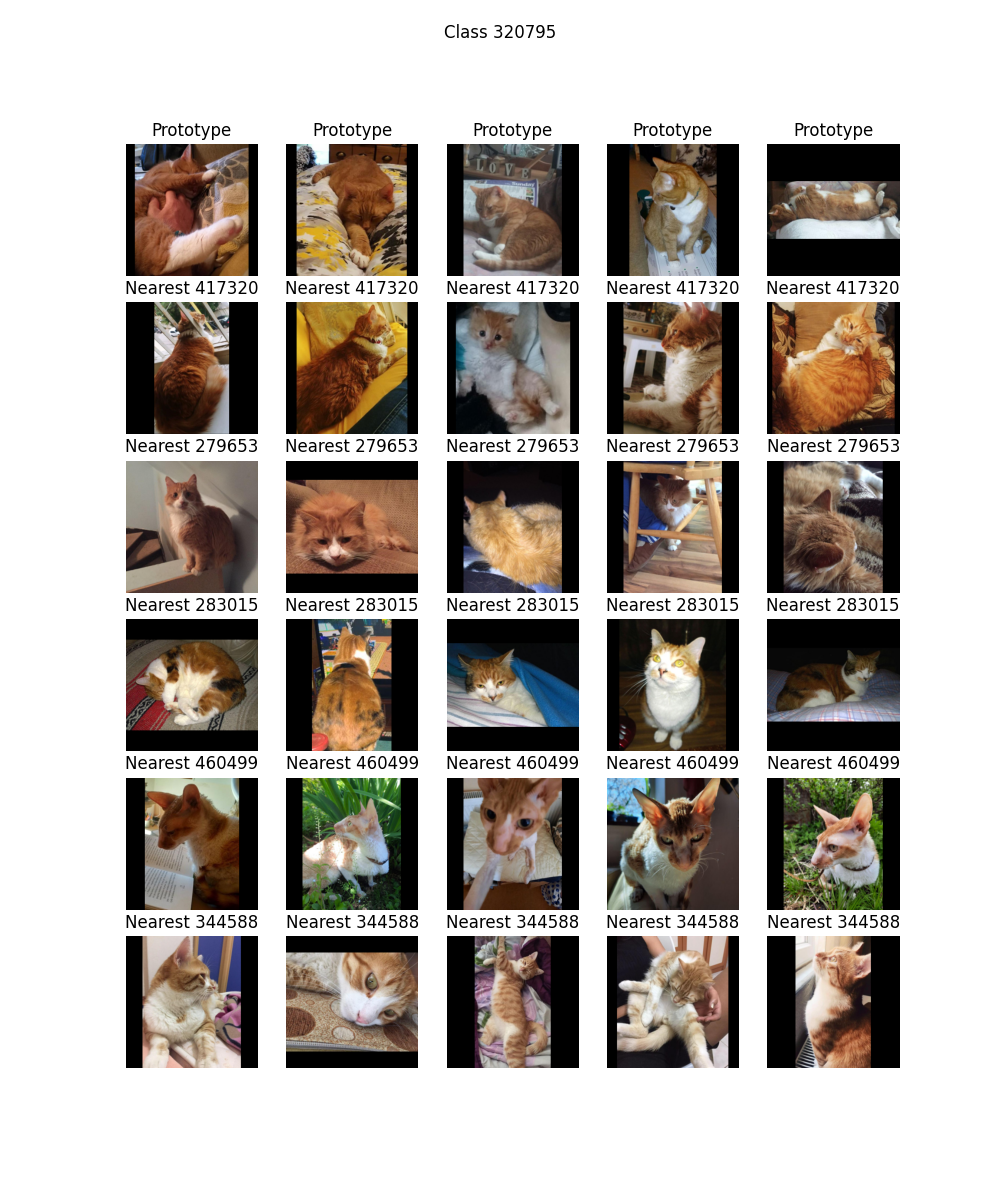 Class 320795
Prototype Prototype Prototype Prototype Prototype
LOVE
Nearest 417320 Nearest 417320 Nearest 417320 Nearest 417320 Nearest 417320
Nearest 279653 Nearest 279653 Nearest 279653 Nearest 279653 Nearest 279653
Nearest 283015 Nearest 283015 Nearest 283015 Nearest 283015 Nearest 283015
Nearest 460499 Nearest 460499 Nearest 460499 Nearest 460499 Nearest 460499
Nearest 344588 Nearest 344588 Nearest 344588 Nearest 344588 Nearest 344588